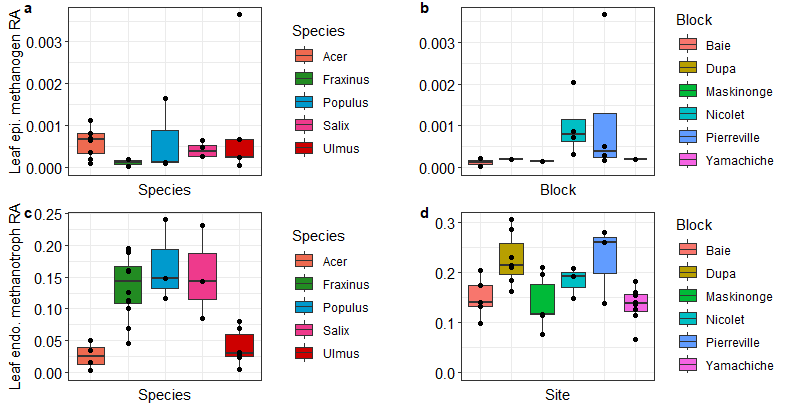 a
Leaf epi. methanogen RA
0.003
0.002
0.001
0.000
Species
Species
Acer
Fraxinus
Populus
Salix
Ulmus
b
0.003
0.002
0.001
0.000
Block
Block
Baie
Dupa
Maskinonge
Nicolet
Pierreville
Yamachiche
c
Leaf endo. methanotroph RA
0.25
0.20
0.15
0.10
0.05
0.00
Species
Species
Acer
Fraxinus
Populus
Salix
Ulmus
d
0.3
0.2
0.1
0.0
Site
Block
Baie
Dupa
Maskinonge
Nicolet
Pierreville
Yamachiche